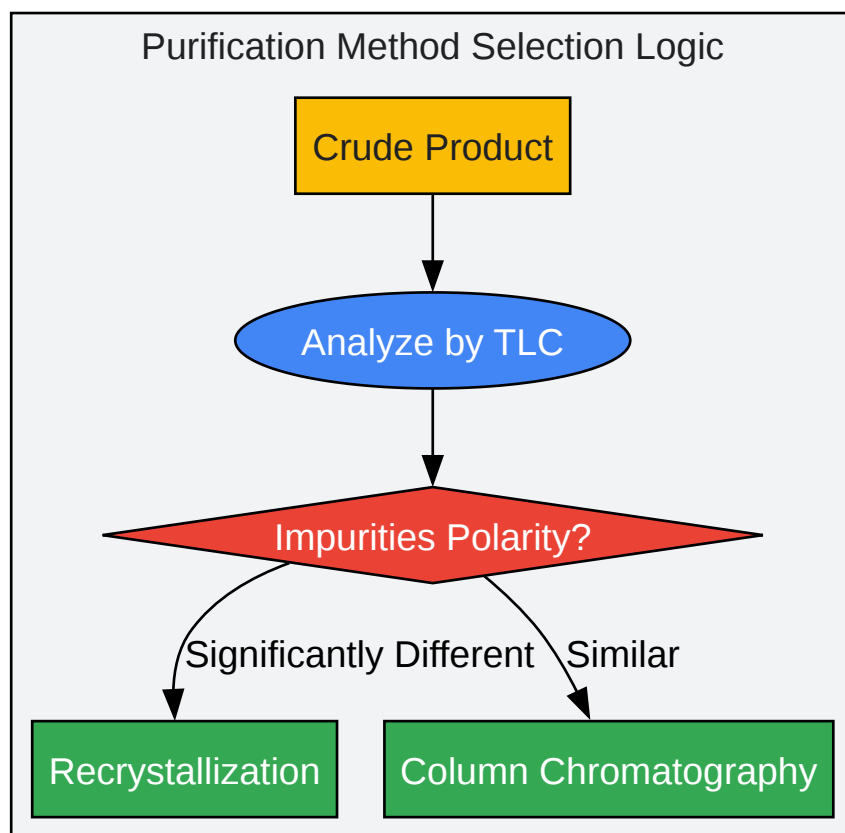 Purification Method Selection Logic
Crude Product
Analyze by TLC
Impurities Polarity?
Significantly Different
Similar
Recrystallization
Column Chromatography